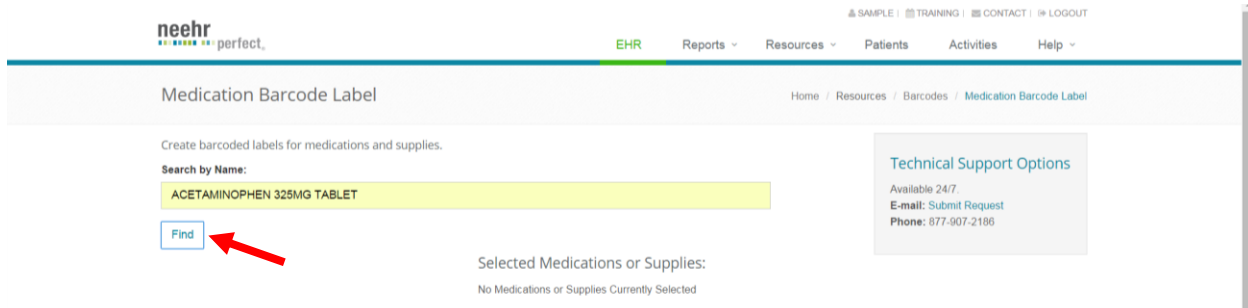 SAMPLE | TRAINING | CONTACT | LOGOUT
neehr
perfect
EHR Reports Resources Patients Activities Help
Medication Barcode Label
Home / Resources / Barcodes / Medication Barcode Label
Create barcoded labels for medications and supplies.
Search by Name:
ACETAMINOPHEN 325MG TABLET
Find
Technical Support Options
Available 24/7.
E-mail: Submit Request
Phone: 877-907-2186
Selected Medications or Supplies:
No Medications or Supplies Currently Selected